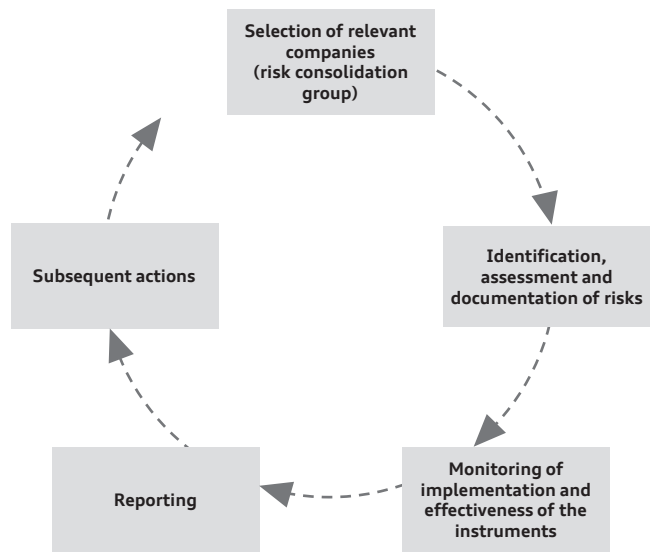 Selection of relevant
companies
(risk consolidation
group)
Identification,
assessment and
documentation of risks
Monitoring of
implementation and
effectiveness of the
instruments
Reporting
Subsequent actions